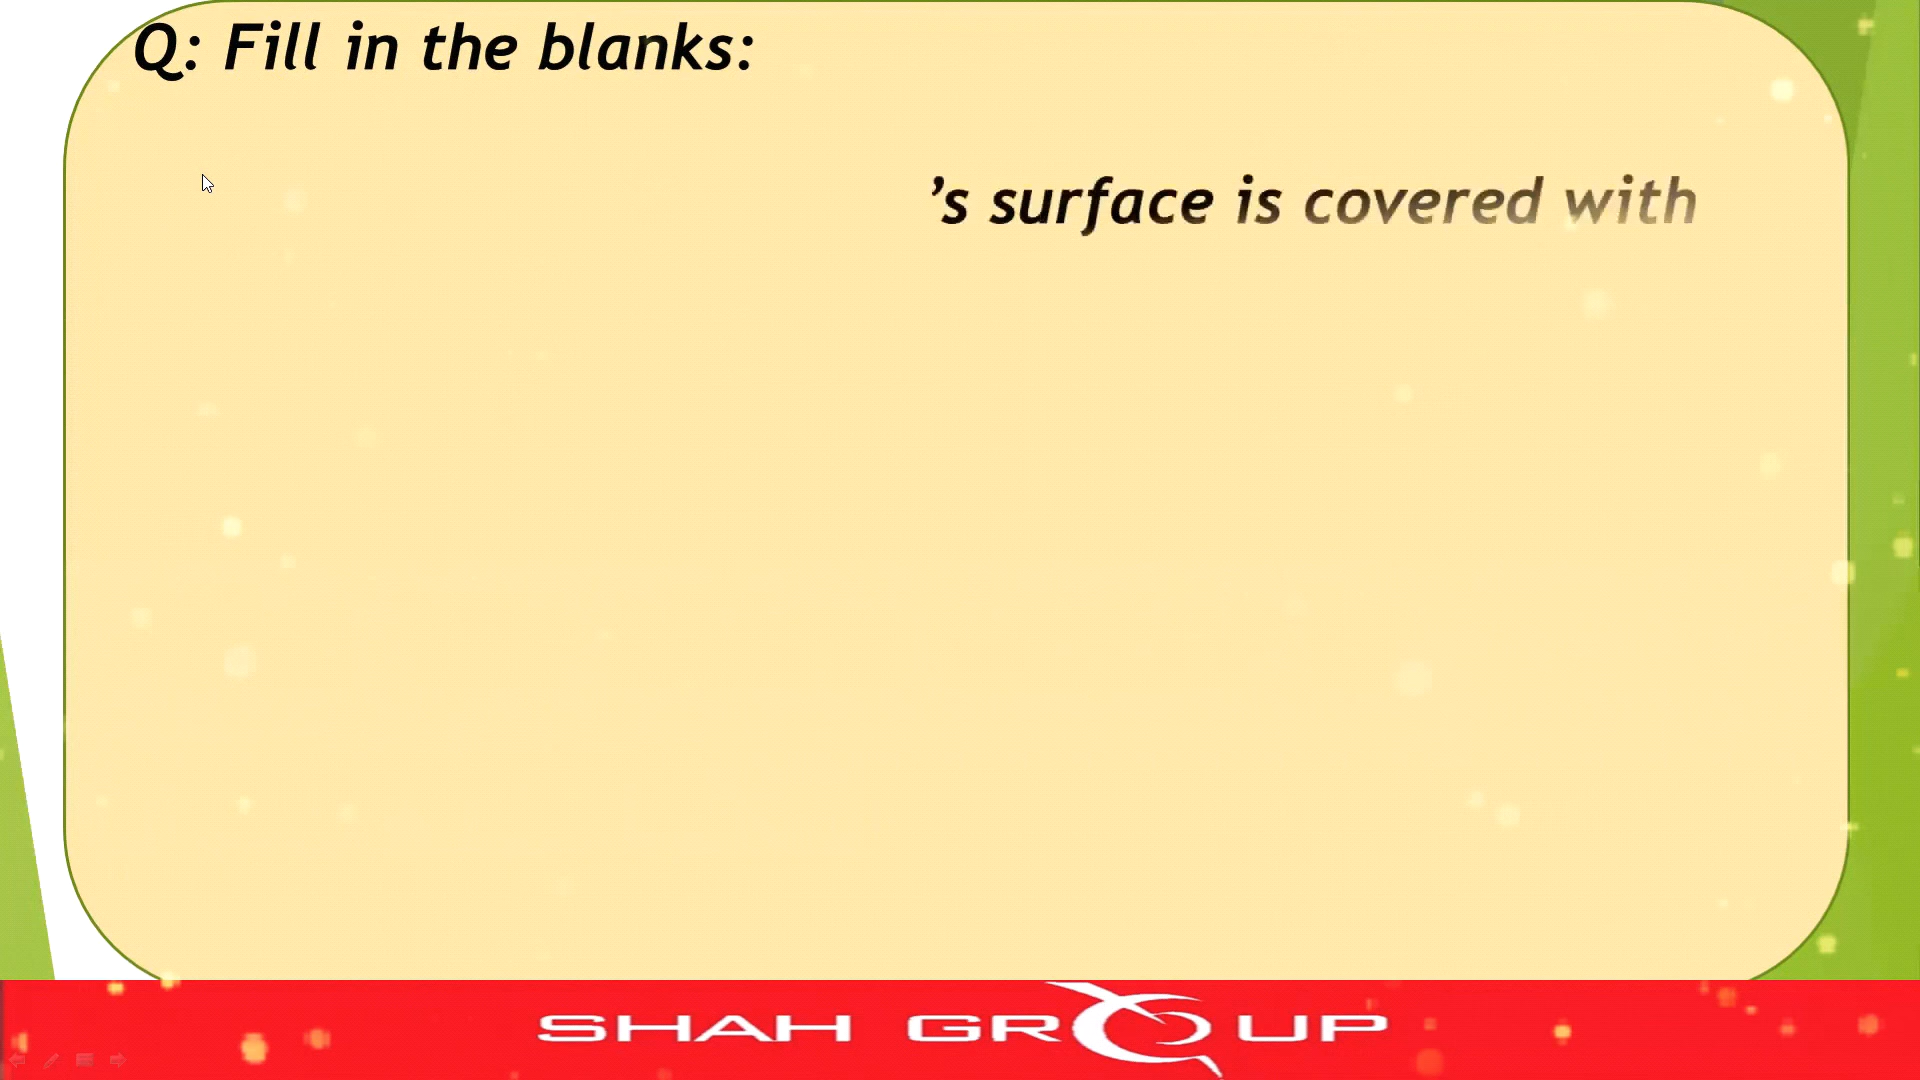 Q: Fill in the blanks:
’s surface is covered with
SHAH GROUP